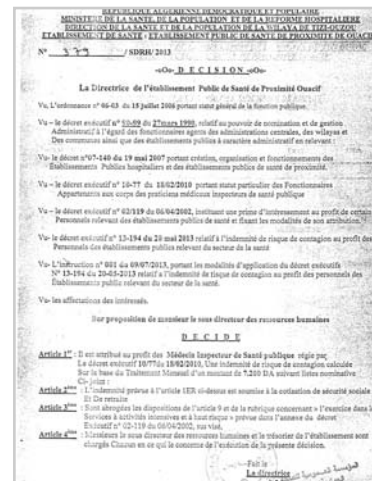 REPUBLIQUE ALGERIENNE DEMOCRATIQUE ET POPULAIRE
MINISTERE DE LA SANTE, DE LA POPULATION ET DE LA REFORME HOSPITALIERE
DIRECTION DE LA SANTE ET DE LA POPULATION DE LA WILAYA DE TIZI-OUZOU
ETABLISSEMENT DE SANTE : ETABLISSEMENT PUBLIC DE SANTE DE PROXIMITE DE OUACIF
N° 379 / SDRH/ 2013
-oOo- D E C I S I O N -oOo-
La Directrice de l'établissement Public de Santé de Proximité Ouacif
Vu, L'ordonnance n° 06-03 du 15 juillet 2006 portant statut général de la fonction publique.
Vu – le décret exécutif n° 90-99 du 27mars 1990, relatif au pouvoir de nomination et de gestion
Administratif à l'égard des fonctionnaires agents des administrations centrales, des wilayas et
Des communes ainsi que des établissements publics à caractère administratif en relevant :
Vu- le décret n°07-140 du 19 mai 2007 portant création, organisation et fonctionnement des
Établissements Publics hospitaliers et des établissements publics de santé de proximité.
Vu – le décret exécutif n° 10-77 du 18/02/2010 portant statut particulier des Fonctionnaires
Appartenants aux corps des praticiens médicaux inspecteurs de santé publique
Vu – le décret exécutif n° 02/119 du 06/04/2002, instituant une prime d'intéressement au profit de certains
Personnels relevant des établissements publics de santé et fixant les modalités de son attribution.
Vu- le décret exécutif n° 13-194 du 20 mai 2013 relatif à l'indemnité de risque de contagion au profit des
Personnels des établissements publics relevant du secteur de la santé
Vu- L'instruction n° 001 du 09/07/2013, portant les modalités d'application du décret exécutifs
N° 13-194 du 20-05-2013 relatif a l'indemnité de risque de contagion au profit des personnels des
Établissements public relevant du secteur de la santé.
Vu- les affectations des intéressés.
Sur proposition de monsieur le sous directeur des ressources humaines
D E C I D E
Article 1er : Il est attribué au profit des Médecin Inspecteur de Santé publique régie par
Le décret exécutif 10/77du 18/02/2010, Une indemnité de risque de contagion calculée
Sur la base du Traitement Mensuel d'un montant de 7.200 DA suivant listes nominative
Ci- joint :
Article 2ème : L'indemnité prévue à l'article 1ER ci-dessus est soumise à la cotisation de sécurité sociale
Et De retraite
Article 3ème : Sont abrogées les dispositions de l'article 9 et de la rubrique concernant » l'exercice dans les
Services à activités intensives et à haut risque » prévue dans l'annexe du décret
Exécutif n° 02-119 du 06/04/2002, sus visé.
Article 4ème : Messieurs le sous directeur des ressources humaines et le trésorier de l'établissement sont
chargés Chacun en ce qui le concerne de l'exécution de la présente décision.
Fait le
La directrice